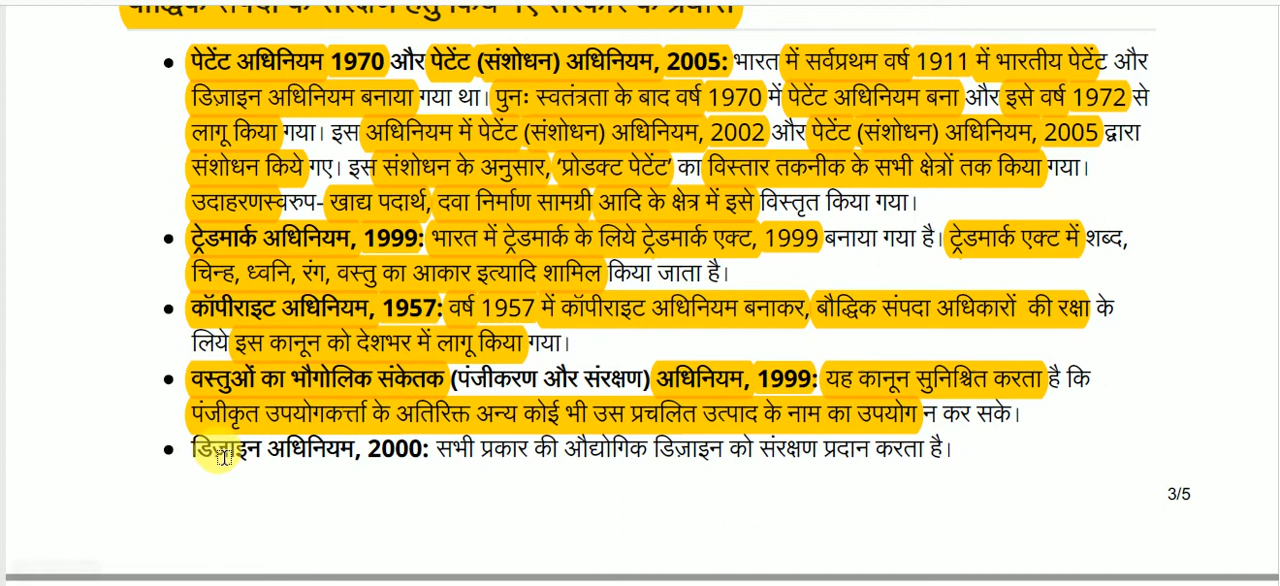 बौद्धिक संपदा के संरक्षण हेतु किये गए सरकार के प्रयास
पेटेंट अधिनियम 1970 और पेटेंट (संशोधन) अधिनियम, 2005: भारत में सर्वप्रथम वर्ष 1911 में भारतीय पेटेंट और
डिज़ाइन अधिनियम बनाया गया था। पुनः स्वतंत्रता के बाद वर्ष 1970 में पेटेंट अधिनियम बना और इसे वर्ष 1972 से
लागू किया गया। इस अधिनियम में पेटेंट (संशोधन) अधिनियम, 2002 और पेटेंट (संशोधन) अधिनियम, 2005 द्वारा
संशोधन किये गए। इस संशोधन के अनुसार, ‘प्रोडक्ट पेटेंट’ का विस्तार तकनीक के सभी क्षेत्रों तक किया गया।
उदाहरणस्वरुप- खाद्य पदार्थ, दवा निर्माण सामग्री आदि के क्षेत्र में इसे विस्तृत किया गया।
ट्रेडमार्क अधिनियम, 1999: भारत में ट्रेडमार्क के लिये ट्रेडमार्क एक्ट, 1999 बनाया गया है। ट्रेडमार्क एक्ट में शब्द,
चिन्ह, ध्वनि, रंग, वस्तु का आकार इत्यादि शामिल किया जाता है।
कॉपीराइट अधिनियम, 1957: वर्ष 1957 में कॉपीराइट अधिनियम बनाकर, बौद्धिक संपदा अधिकारों की रक्षा के
लिये इस कानून को देशभर में लागू किया गया।
वस्तुओं का भौगोलिक संकेतक (पंजीकरण और संरक्षण) अधिनियम, 1999: यह कानून सुनिश्चित करता है कि
पंजीकृत उपयोगकर्त्ता के अतिरिक्त अन्य कोई भी उस प्रचलित उत्पाद के नाम का उपयोग न कर सके।
डिज़ाइन अधिनियम, 2000: सभी प्रकार की औद्योगिक डिज़ाइन को संरक्षण प्रदान करता है।
3/5